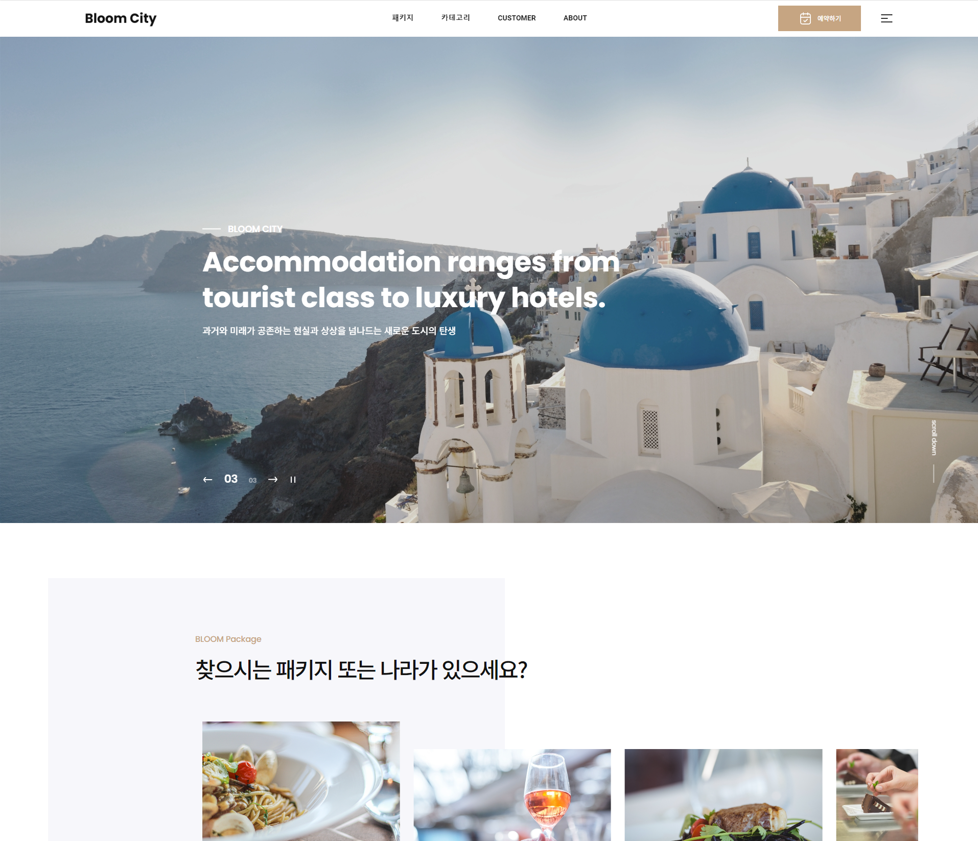 Bloom City
패키지
카테고리
CUSTOMER
ABOUT
예약하기
BLOOM CITY
Accommodation ranges from
tourist class to luxury hotels.
과거와 미래가 공존하는 현실과 상상을 넘나드는 새로운 도시의 탄생
scroll down
03
03
BLOOM Package
찾으시는 패키지 또는 나라가 있으세요?